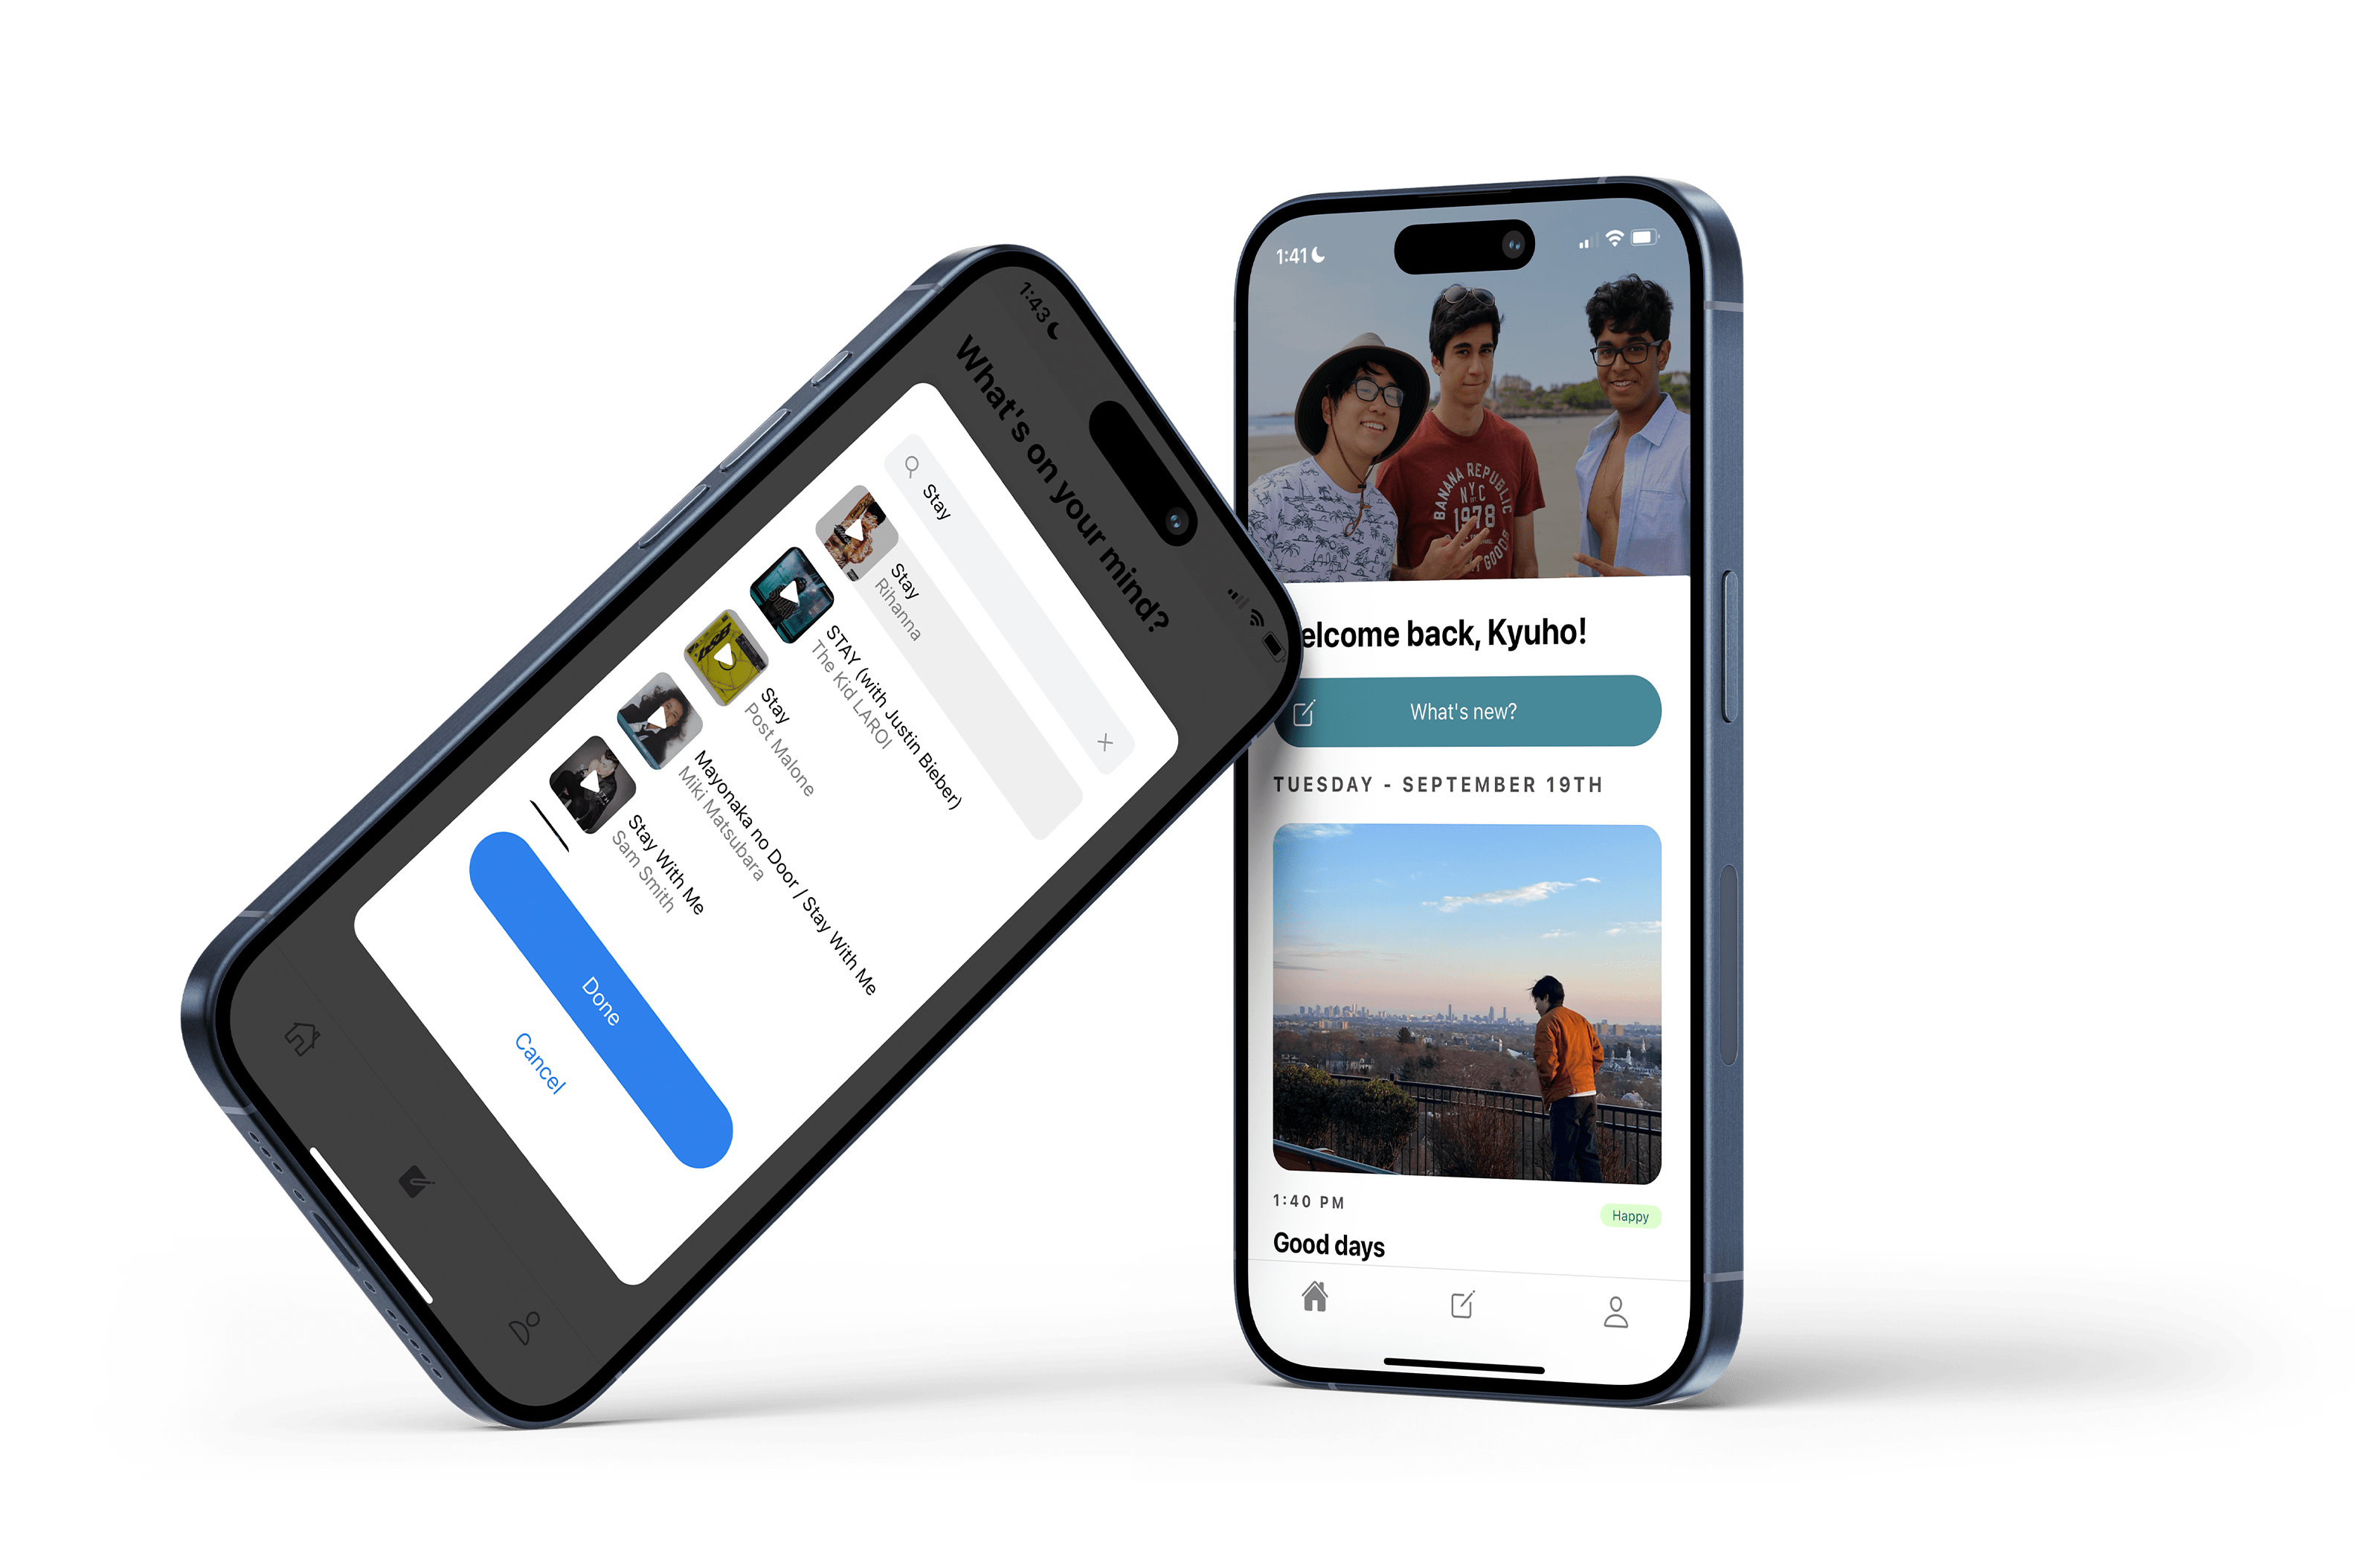 1:43
What's on your mind?
Stay
Stay
Rihanna
STAY (with Justin Bieber)
The Kid LAROI
Stay
Post Malone
Mayonaka no Door / Stay With Me
Miki Matsubara
Stay With Me
Sam Smith
Done
Cancel
1:41
BANANA REPUBLIC
NYC
1978
GOODS
elcome back, Kyuho!
What's new?
TUESDAY - SEPTEMBER 19TH
1:40 PM
Happy
Good days